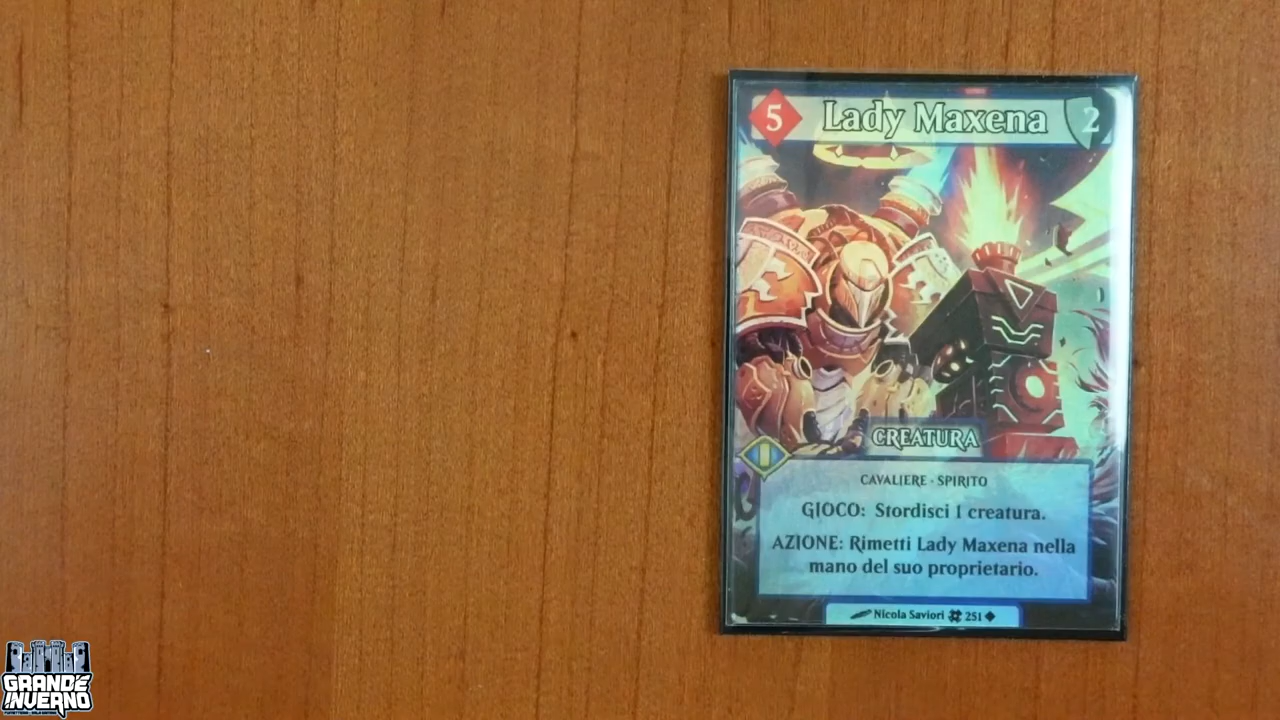 5 Lady Maxena 2
CREATURA
CAVALIERE · SPIRITO
GIOCO: Stordisci 1 creatura.
AZIONE: Rimetti Lady Maxena nella
mano del suo proprietario.
Nicola Saviori 251
GRANDE
INVERNO